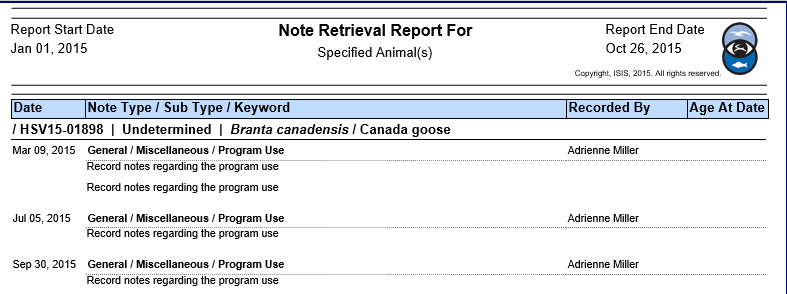 Report Start Date
Note Retrieval Report For
Report End Date
Jan 01, 2015
Specified Animal(s)
Oct 26, 2015
Copyright, ISIS, 2015. All rights reserved.
Date Note Type / Sub Type / Keyword Recorded By Age At Date
/ HSV15-01898 | Undetermined | Branta canadensis / Canada goose
Mar 09, 2015 General / Miscellaneous / Program Use Adrienne Miller
Record notes regarding the program use
Record notes regarding the program use
Jul 05, 2015 General / Miscellaneous / Program Use Adrienne Miller
Record notes regarding the program use
Sep 30, 2015 General / Miscellaneous / Program Use Adrienne Miller
Record notes regarding the program use